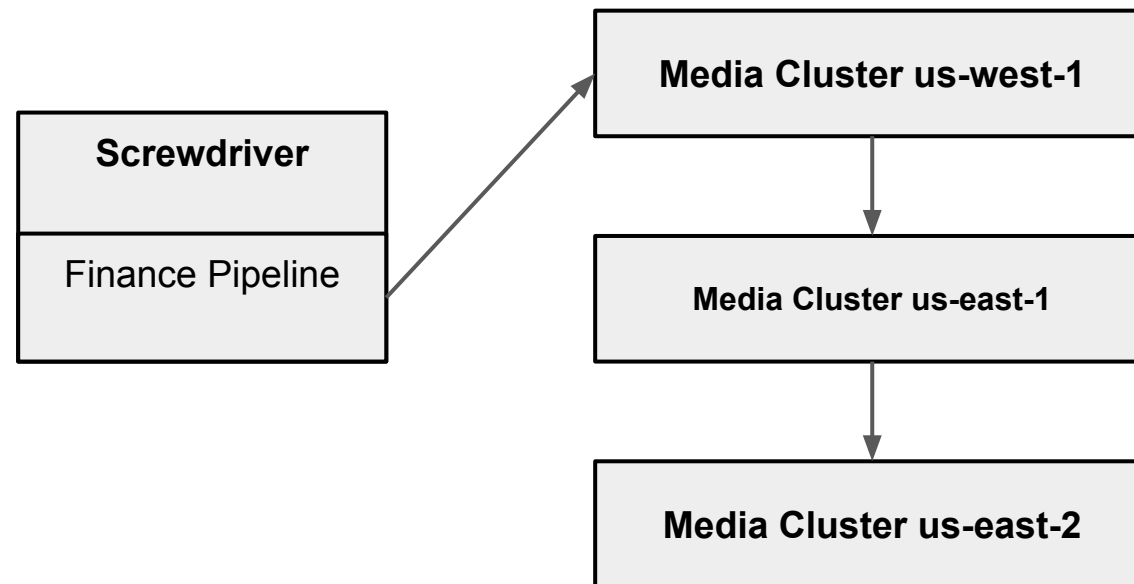 Screwdriver
Finance Pipeline
Media Cluster us-west-1
Media Cluster us-east-1
Media Cluster us-east-2